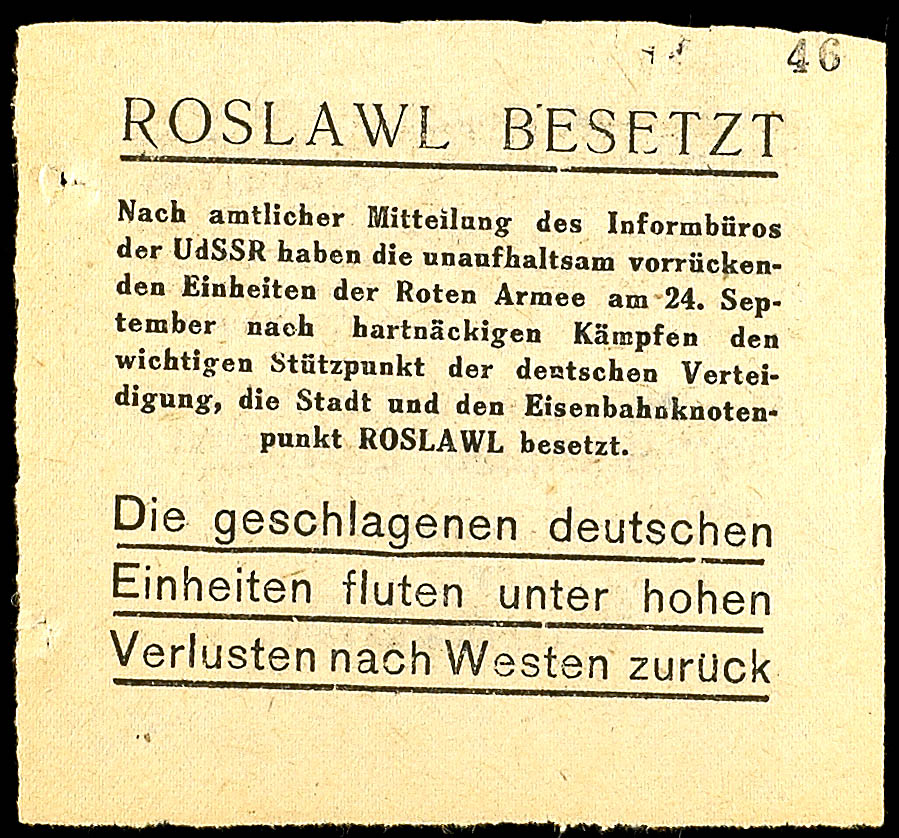 46
ROSLAWL BESETZT
Nach amtlicher Mitteilung des Informbüros
der UdSSR haben die unaufhaltsam vorrücken-
den Einheiten der Roten Armee am 24. Sep-
tember nach hartnäckigen Kämpfen den
wichtigen Stützpunkt der deutschen Vertei-
digung, die Stadt und den Eisenbahnknoten-
punkt ROSLAWL besetzt.
Die geschlagenen deutschen
Einheiten fluten unter hohen
Verlusten nach Westen zurück